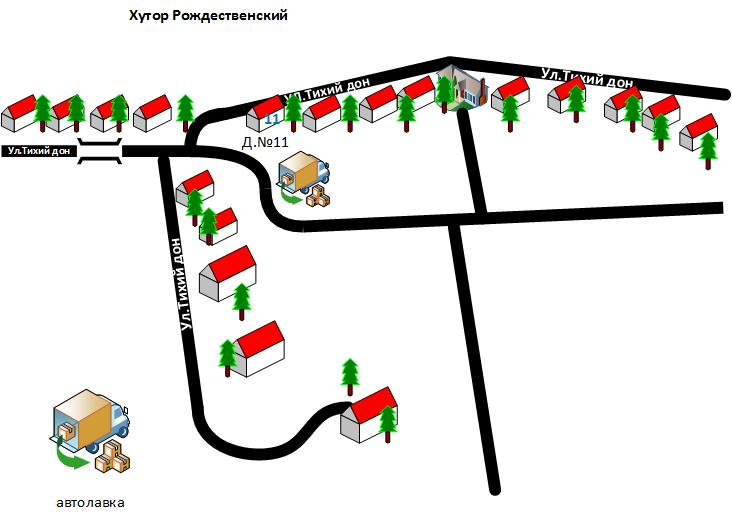 Хутор Рождественский
Ул.Тихий дон
Ул.Тихий дон
Ул.Тихий дон
11
Д.№11
Ул.Тихий дон
автолавка